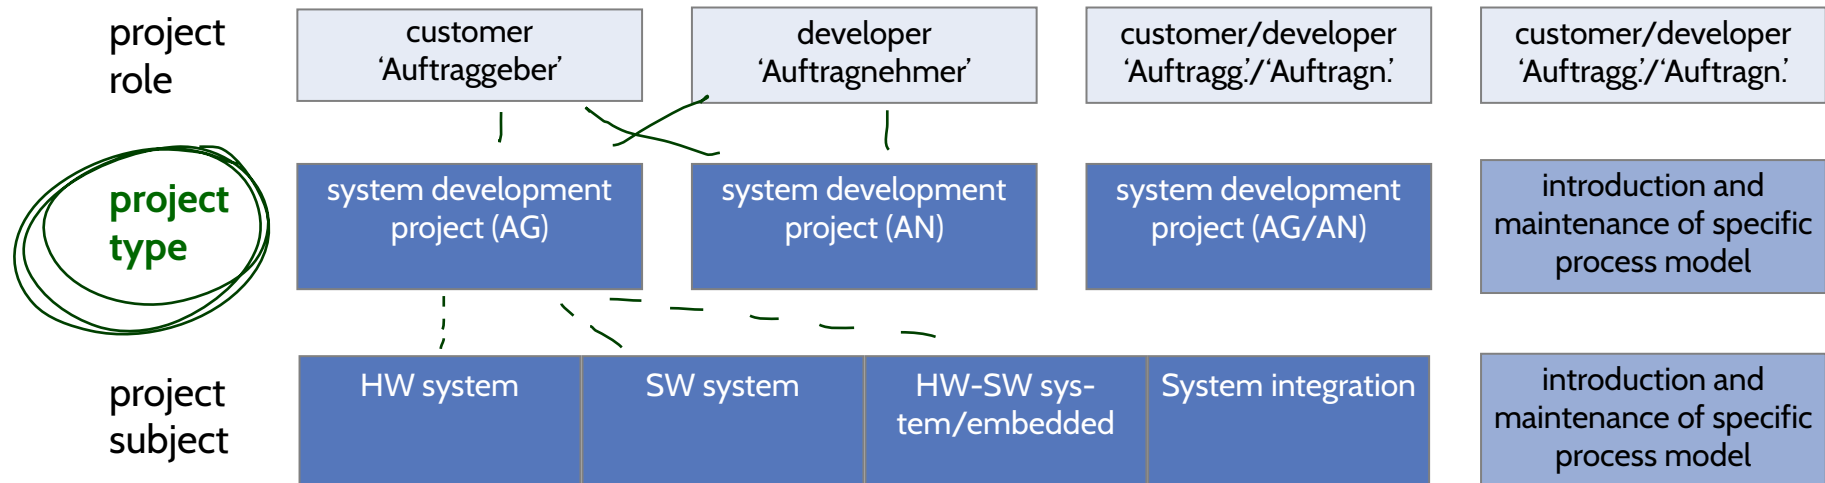 project
role
customer
‘Auftraggeber’
developer
‘Auftragnehmer’
customer/developer
‘Auftragg.’/‘Auftragn.’
customer/developer
‘Auftragg.’/‘Auftragn.’
project
type
system development
project (AG)
system development
project (AN)
system development
project (AG/AN)
introduction and
maintenance of specific
process model
project
subject
HW system
SW system
HW-SW sys-
tem/embedded
System integration
introduction and
maintenance of specific
process model